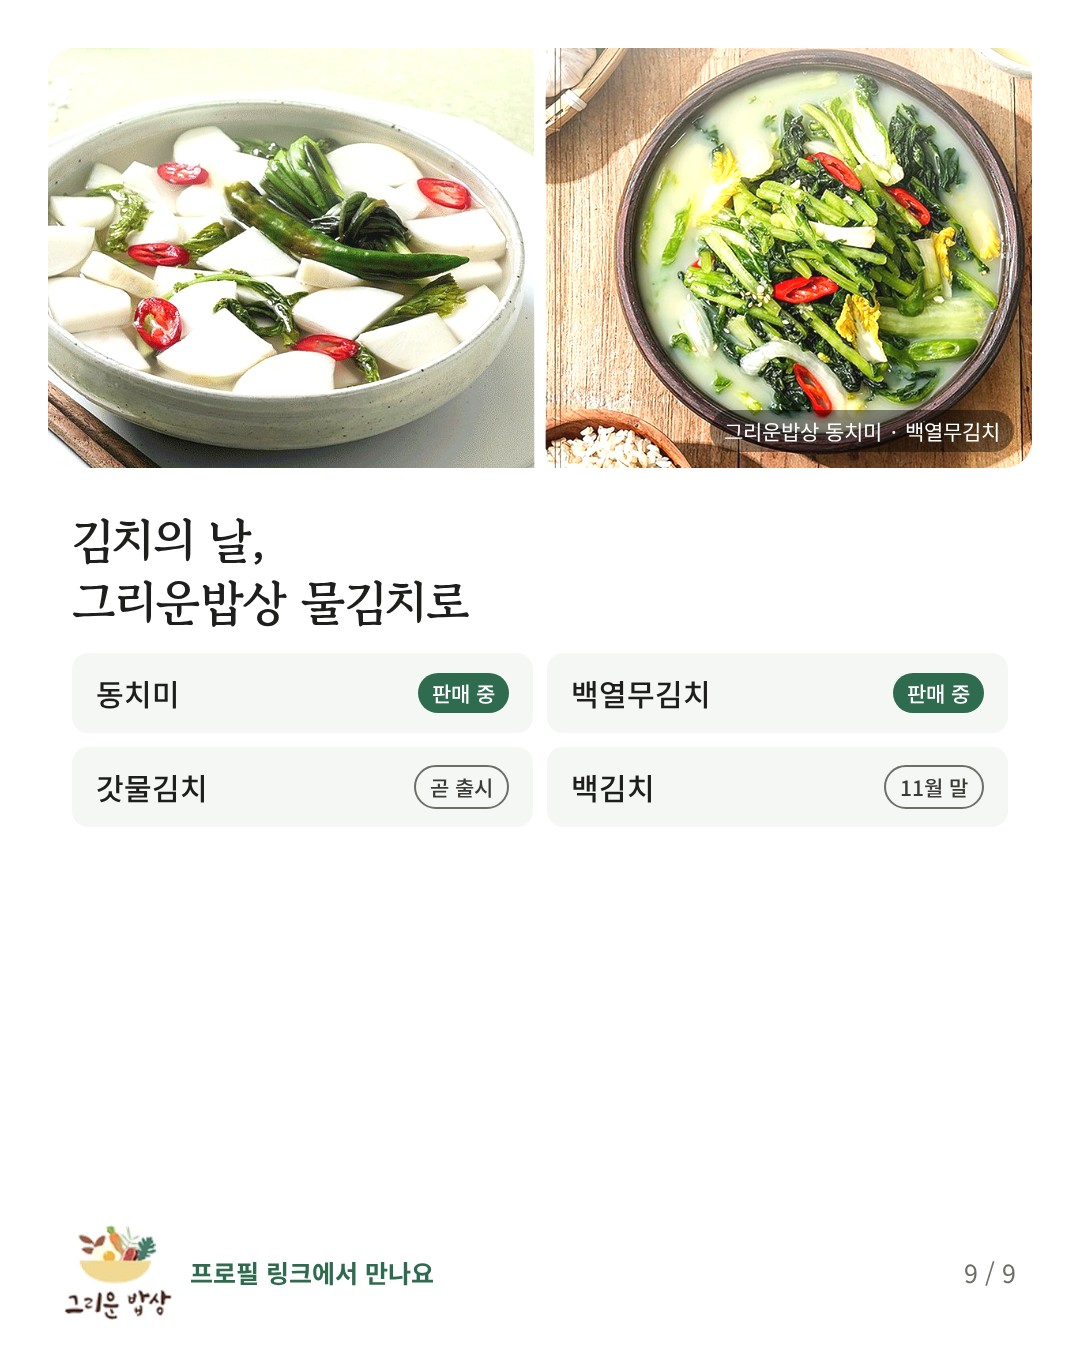 그리운밥상 동치미 · 백열무김치
김치의 날,
그리운밥상 물김치로
동치미 판매 중
백열무김치 판매 중
갓물김치 곧 출시
백김치 11월 말
그리운 밥상
프로필 링크에서 만나요
9 / 9